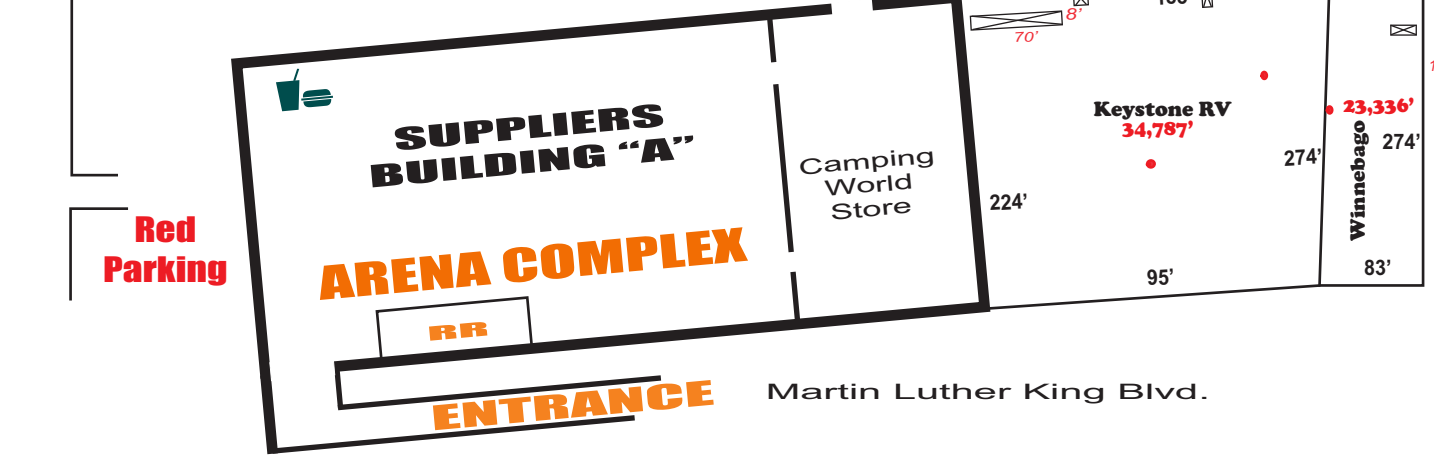 8’
70’
SUPPLIERS
BUILDING “A”
Camping
World
Store
ARENA COMPLEX
RR
ENTRANCE
Red
Parking
Keystone RV
34,787’
224’
274’
95’
23,336’
Winnebago
274’
83’
Martin Luther King Blvd.